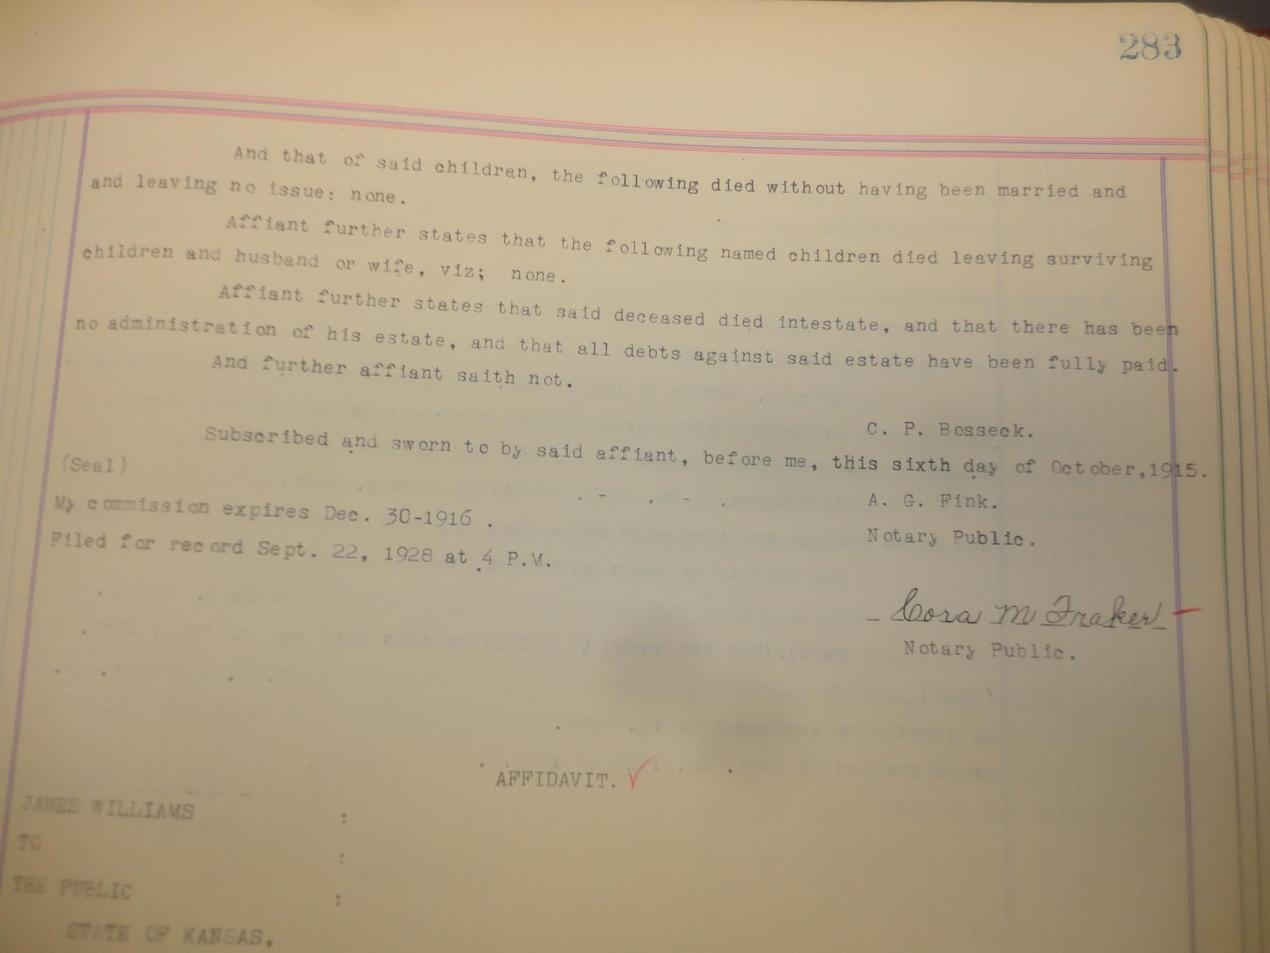 283
And that of said children, the following died without having been married and
and leaving no issue: none.
Affiant further states that the following named children died leaving surviving
children and husband or wife, viz; none.
Affiant further states that said deceased died intestate, and that there has been
no administration of his estate, and that all debts against said estate have been fully paid.
And further affiant saith not.
C. P. Bosseck.
Subscribed and sworn to by said affiant, before me, this sixth day of October, 1915.
(Seal)
A. G. Fink.
My commission expires Dec. 30-1916 .
Notary Public.
Filed for record Sept. 22, 1928 at 4 P.M.
Cora M Fraker
Notary Public.
AFFIDAVIT.
JAMES WILLIAMS :
TO :
THE PUBLIC :
STATE OF KANSAS,